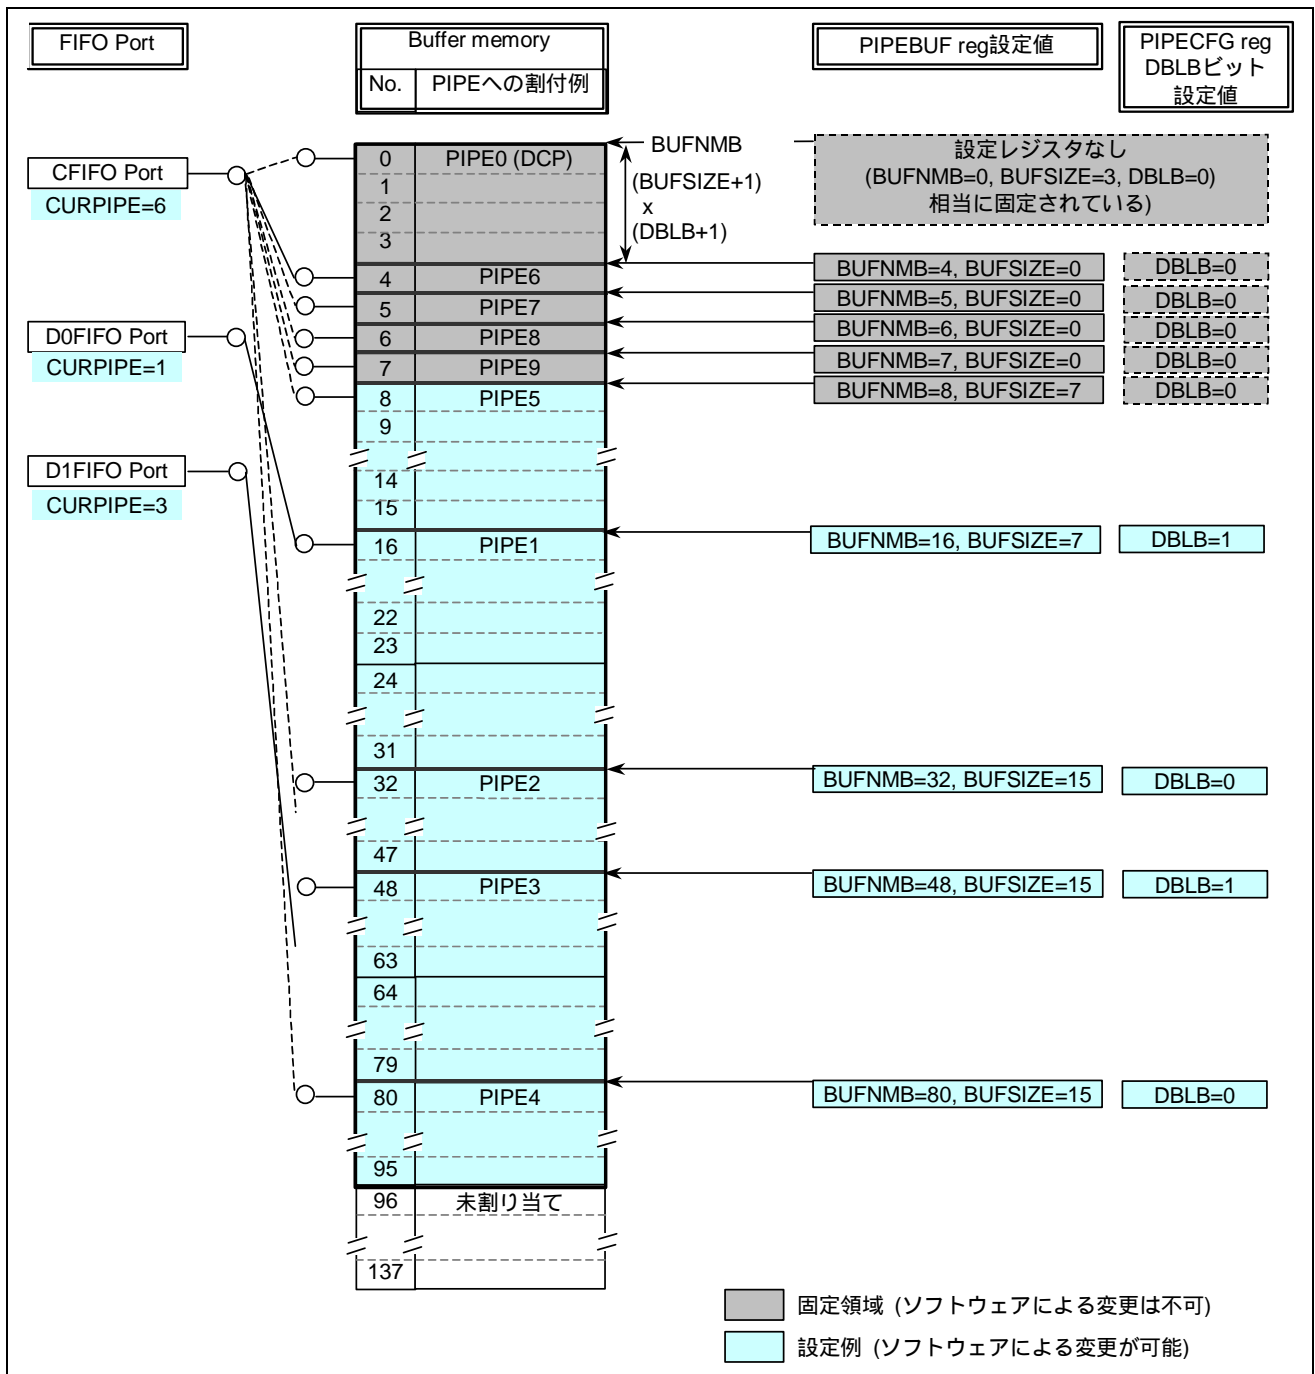 FIFO Port
Buffer memory
No. PIPEへの割付例
PIPEBUF reg設定値
PIPECFG reg
DBLBビット
設定値
CFIFO Port
CURPIPE=6
D0FIFO Port
CURPIPE=1
D1FIFO Port
CURPIPE=3
0 PIPE0 (DCP)
1
2
3
4 PIPE6
5 PIPE7
6 PIPE8
7 PIPE9
8 PIPE5
9
14
15
16 PIPE1
22
23
24
31
32 PIPE2
47
48 PIPE3
63
64
79
80 PIPE4
95
96 未割り当て
137
BUFNMB
(BUFSIZE+1)
x
(DBLB+1)
設定レジスタなし
(BUFNMB=0, BUFSIZE=3, DBLB=0)
相当に固定されている)
BUFNMB=4, BUFSIZE=0 DBLB=0
BUFNMB=5, BUFSIZE=0 DBLB=0
BUFNMB=6, BUFSIZE=0 DBLB=0
BUFNMB=7, BUFSIZE=0 DBLB=0
BUFNMB=8, BUFSIZE=7 DBLB=0
BUFNMB=16, BUFSIZE=7 DBLB=1
BUFNMB=32, BUFSIZE=15 DBLB=0
BUFNMB=48, BUFSIZE=15 DBLB=1
BUFNMB=80, BUFSIZE=15 DBLB=0
固定領域 (ソフトウェアによる変更は不可)
設定例 (ソフトウェアによる変更が可能)